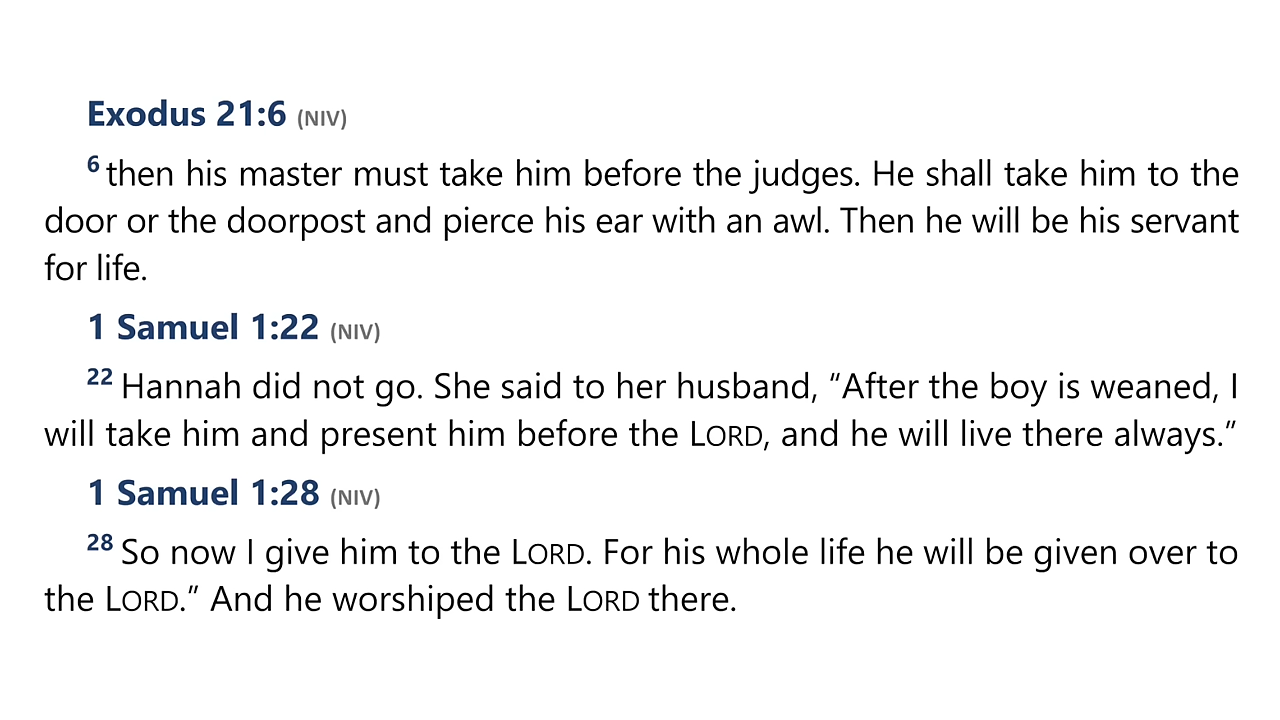 Exodus 21:6 (NIV)
6 then his master must take him before the judges. He shall take him to the
door or the doorpost and pierce his ear with an awl. Then he will be his servant
for life.
1 Samuel 1:22 (NIV)
22 Hannah did not go. She said to her husband, “After the boy is weaned, I
will take him and present him before the LORD, and he will live there always.”
1 Samuel 1:28 (NIV)
28 So now I give him to the LORD. For his whole life he will be given over to
the LORD.” And he worshiped the LORD there.